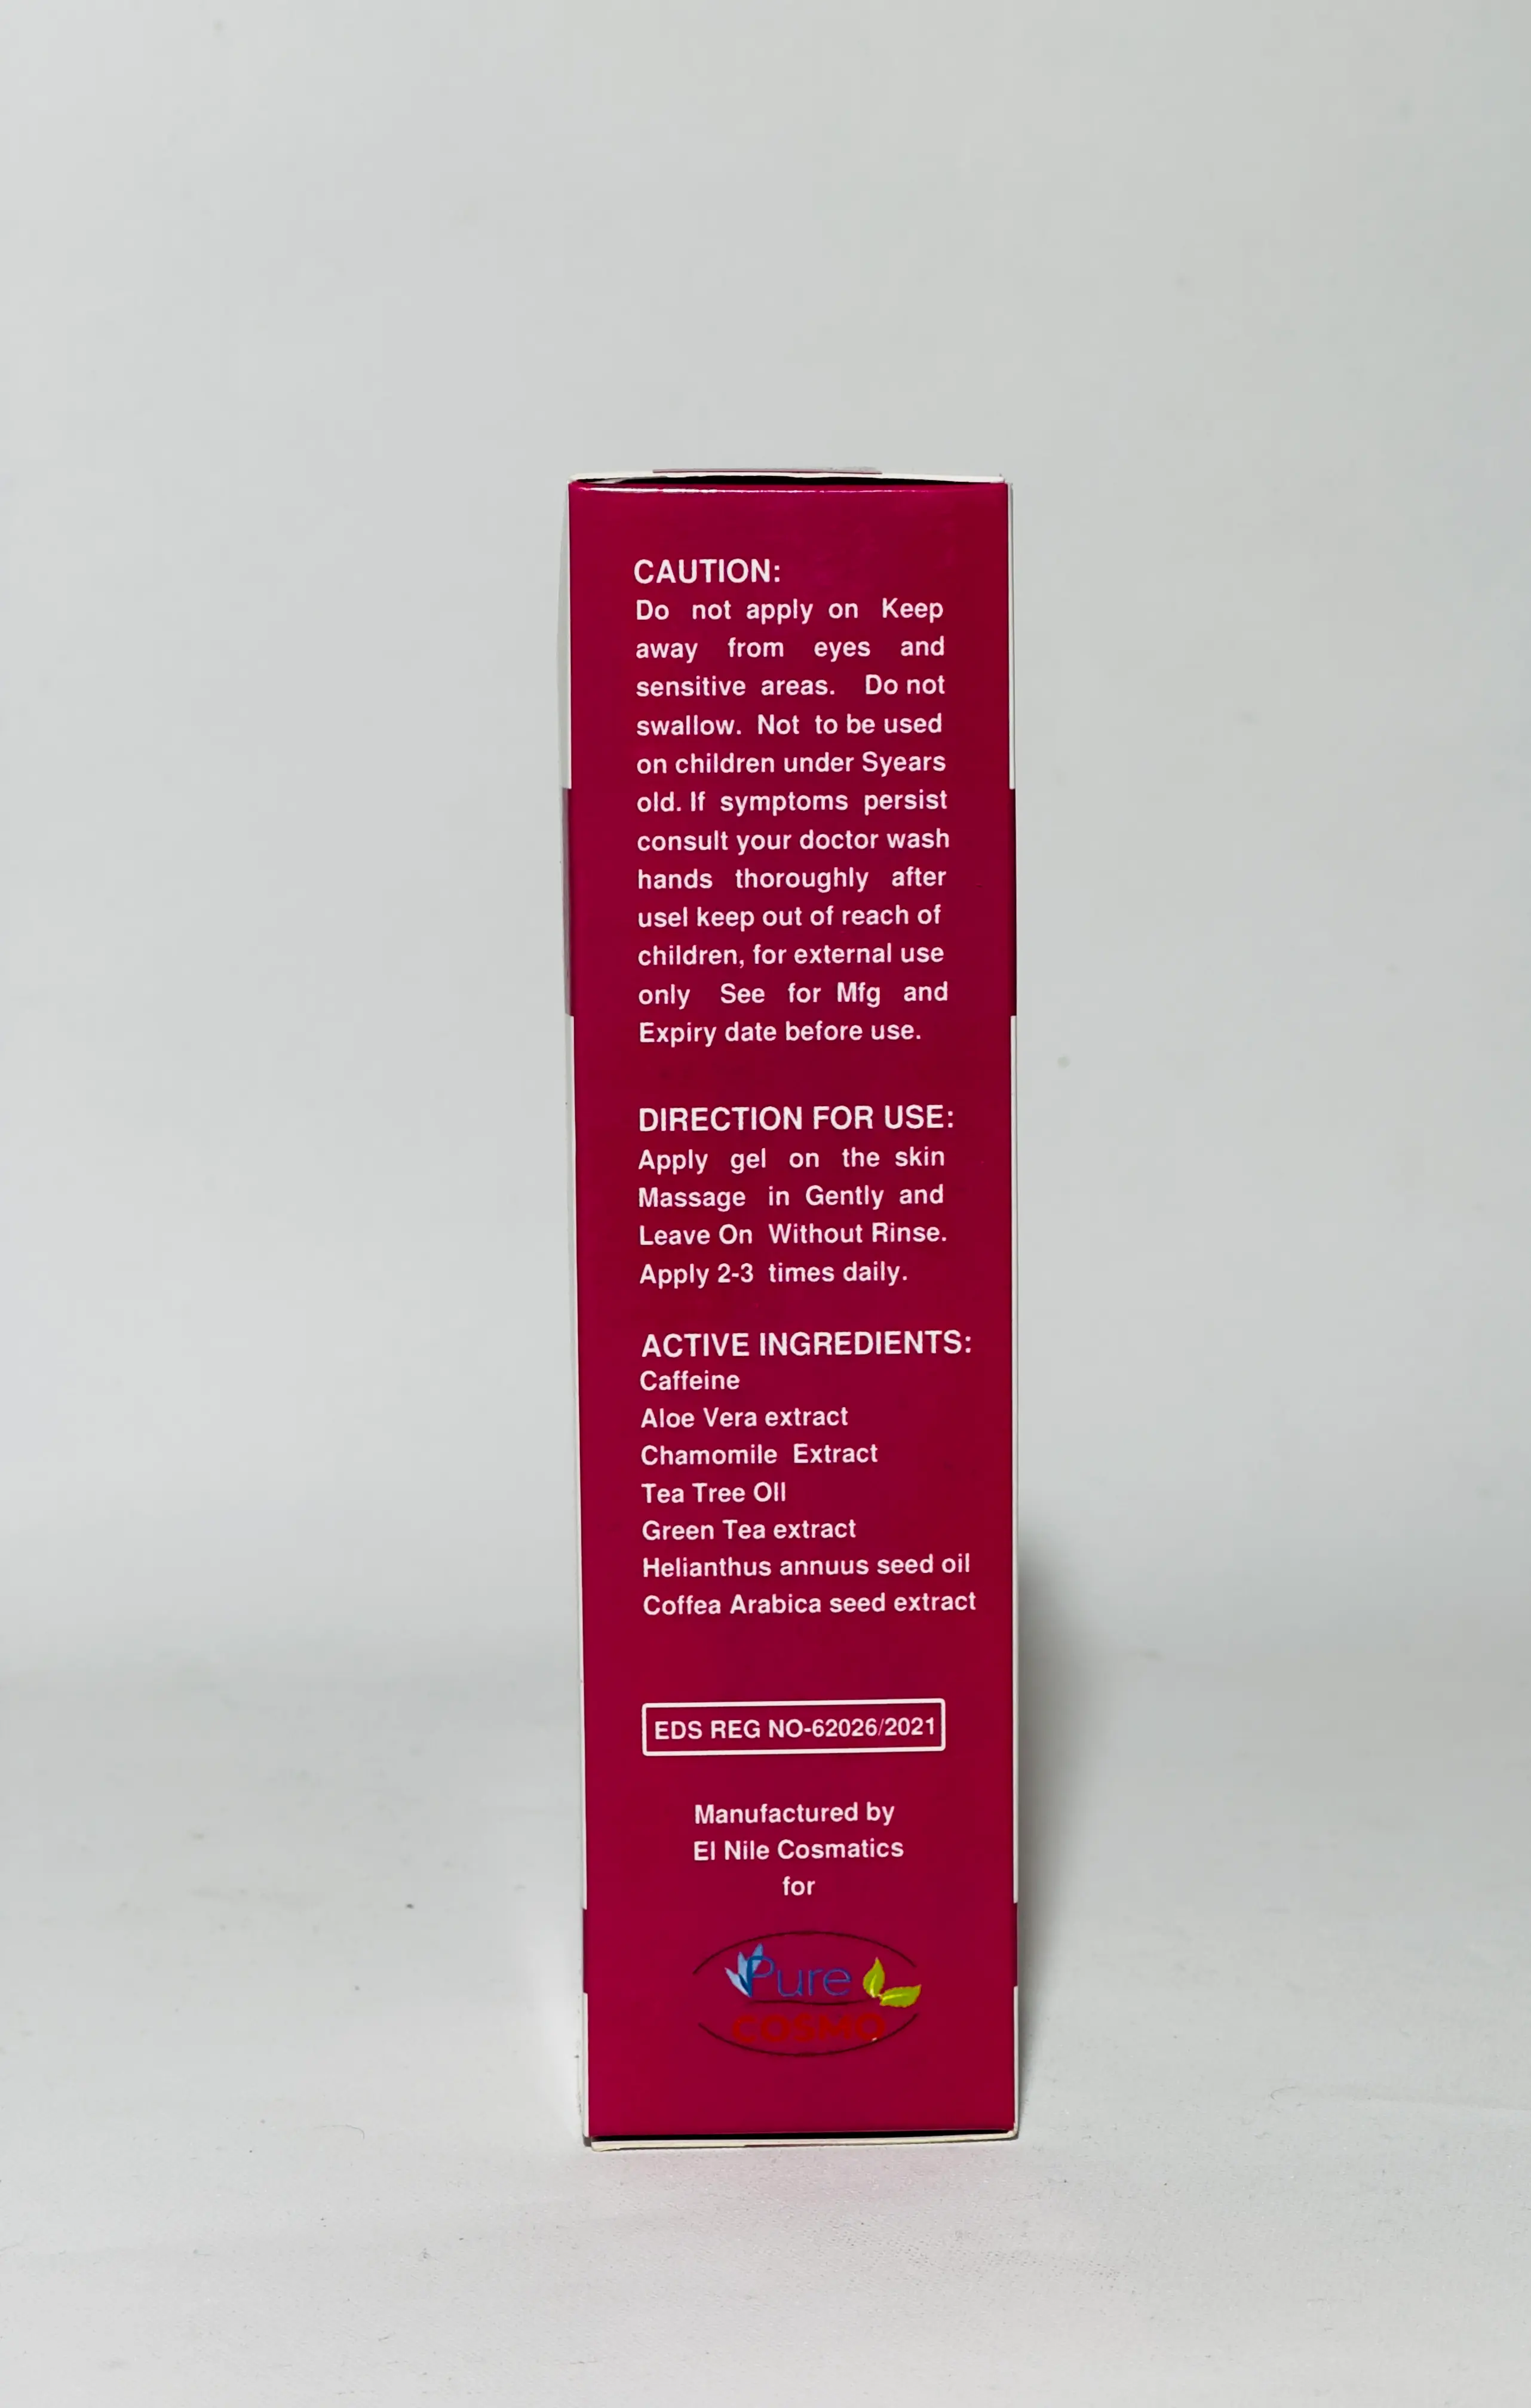 CAUTION:
Do not apply on Keep
away from eyes and
sensitive areas. Do not
swallow. Not to be used
on children under Syears
old. If symptoms persist
consult your doctor wash
hands thoroughly after
usel keep out of reach of
children, for external use
only See for Mfg and
Expiry date before use.
DIRECTION FOR USE:
Apply gel on the skin
Massage in Gently and
Leave On Without Rinse.
Apply 2-3 times daily.
ACTIVE INGREDIENTS:
Caffeine
Aloe Vera extract
Chamomile Extract
Tea Tree Oll
Green Tea extract
Helianthus annuus seed oil
Coffea Arabica seed extract
EDS REG NO-62026/2021
Manufactured by
El Nile Cosmatics
for
Pure
COSMO